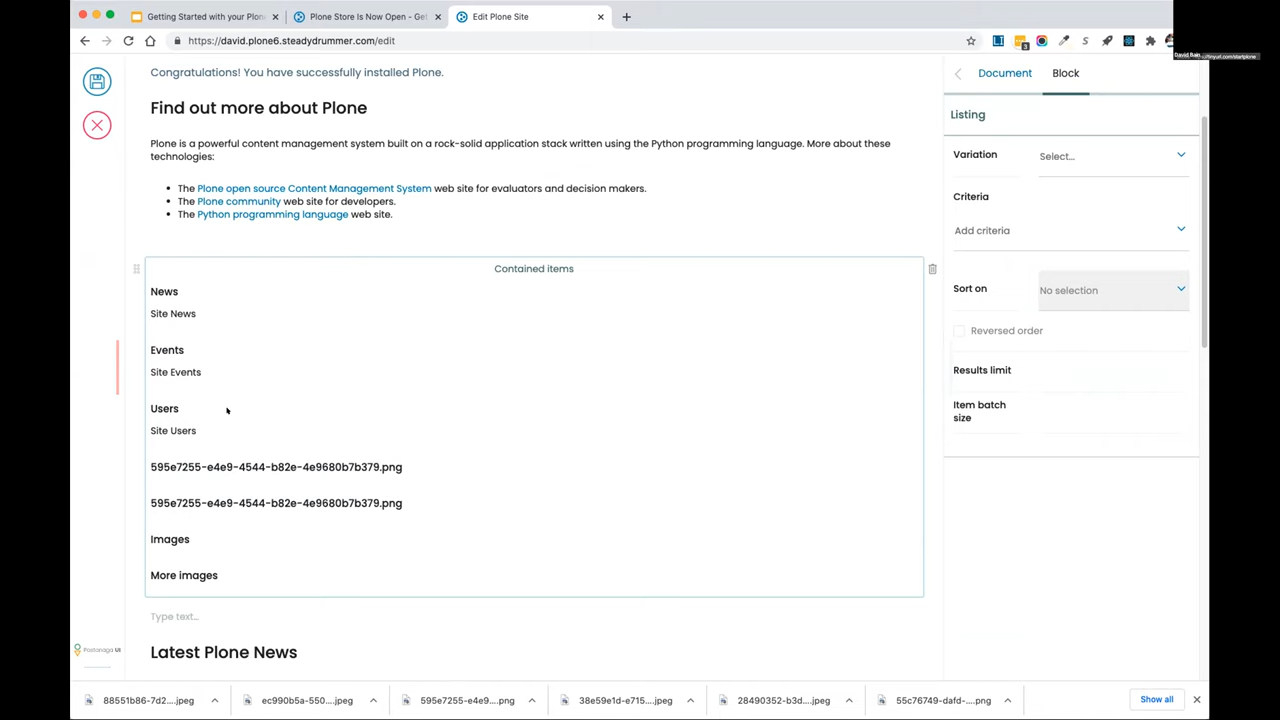 Getting Started with your Plon
Plone Store Is Now Open - Get
Edit Plone Site
https://david.plone6.steadydrummer.com/edit
3
David Bain
Congratulations! You have successfully installed Plone.
Find out more about Plone
Plone is a powerful content management system built on a rock-solid application stack written using the Python programming language. More about these
technologies:
• The Plone open source Content Management System web site for evaluators and decision makers.
• The Plone community web site for developers.
• The Python programming language web site.
Contained items
News
Site News
Events
Site Events
Users
Site Users
595e7255-e4e9-4544-b82e-4e9680b7b379.png
595e7255-e4e9-4544-b82e-4e9680b7b379.png
Images
More images
Type text...
Latest Plone News
Document
Block
Listing
Variation
Select...
Criteria
Add criteria
Sort on
No selection
Reversed order
Results limit
Item batch
size
Pastanaga UI
88551b86-7d2....jpeg
ec990b5a-550....jpeg
595e7255-e4e9....png
38e59e1d-e715....jpeg
28490352-b3d....jpeg
55c76749-dafd-....png
Show all